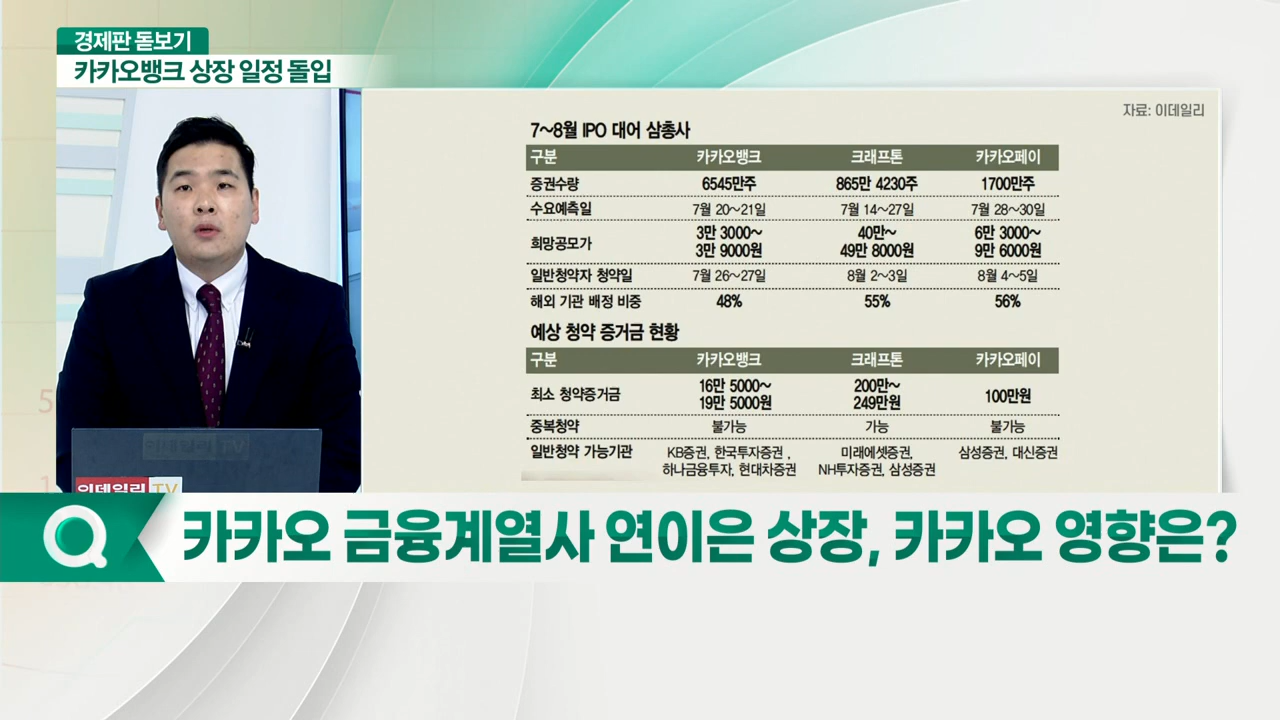 경제판 돋보기
카카오뱅크 상장 일정 돌입
자료: 이데일리
7~8월 IPO 대어 삼총사
구분 카카오뱅크 크래프톤 카카오페이
증권수량 6545만주 865만 4230주 1700만주
수요예측일 7월 20~21일 7월 14~27일 7월 28~30일
희망공모가 3만 3000~ 3만 9000원 40만~ 49만 8000원 6만 3000~ 9만 6000원
일반청약자 청약일 7월 26~27일 8월 2~3일 8월 4~5일
해외 기관 배정 비중 48% 55% 56%
예상 청약 증거금 현황
구분 카카오뱅크 크래프톤 카카오페이
최소 청약증거금 16만 5000~ 19만 5000원 200만~ 249만원 100만원
중복청약 불가능 가능 불가능
일반청약 가능기관 KB증권, 한국투자증권 , 하나금융투자, 현대차증권 미래에셋증권, NH투자증권, 삼성증권 삼성증권, 대신증권
이데일리 TV
이데일리 TV
카카오 금융계열사 연이은 상장, 카카오 영향은?